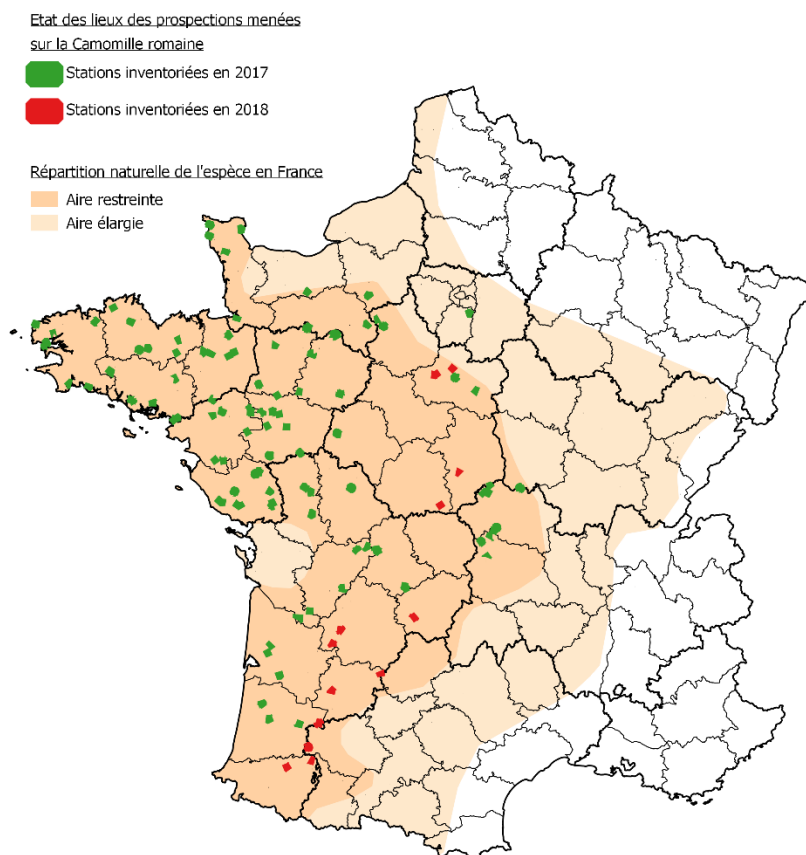 Etat des lieux des prospections menées
sur la Camomille romaine
Stations inventoriées en 2017
Stations inventoriées en 2018
Répartition naturelle de l'espèce en France
Aire restreinte
Aire élargie